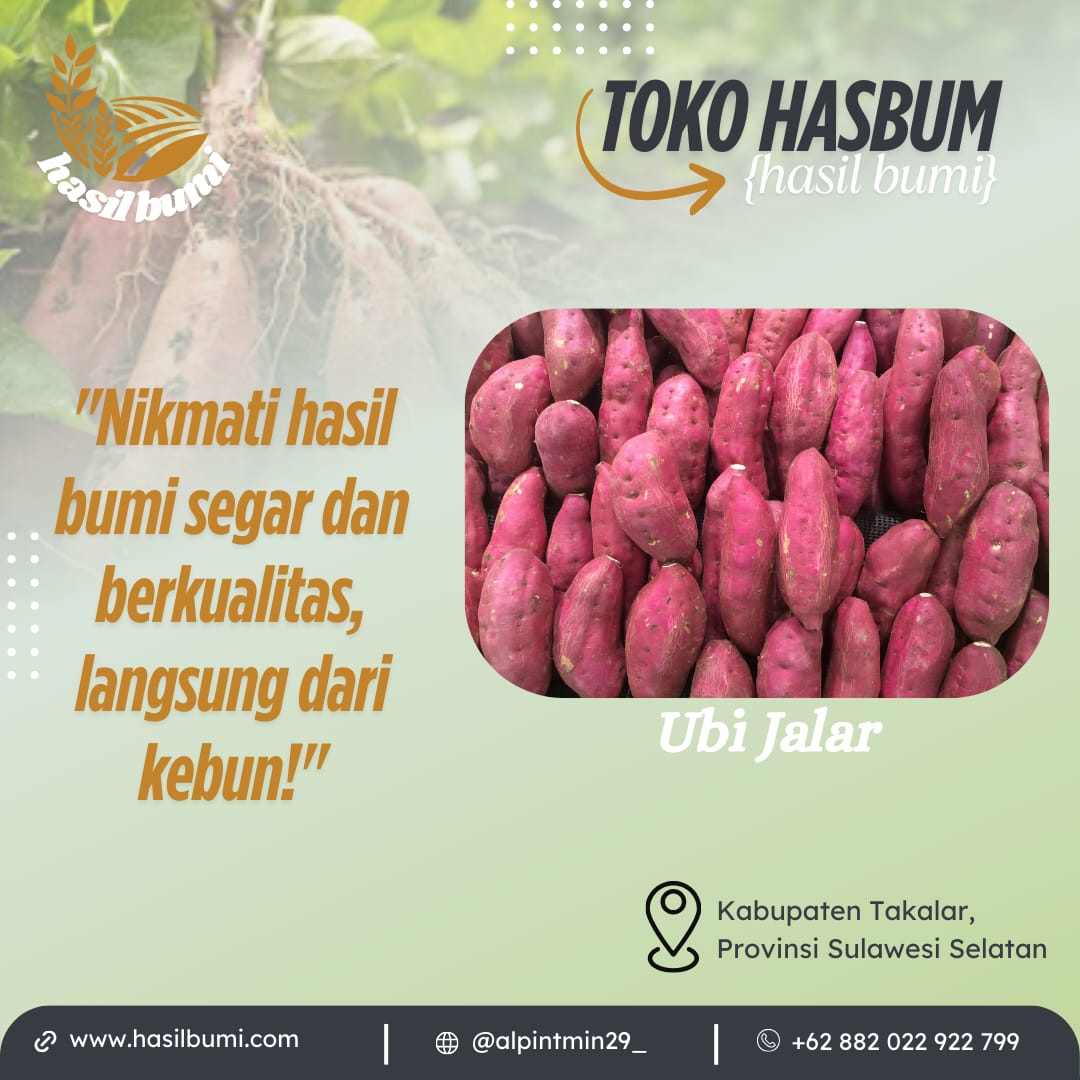 hasil bumi
TOKO HASBUM
{hasil bumi}
"Nikmati hasil
bumi segar dan
berkualitas,
langsung dari
kebun!"
Ubi Jalar
Kabupaten Takalar,
Provinsi Sulawesi Selatan
www.hasilbumi.com
@alpintmin29_
+62 882 022 922 799